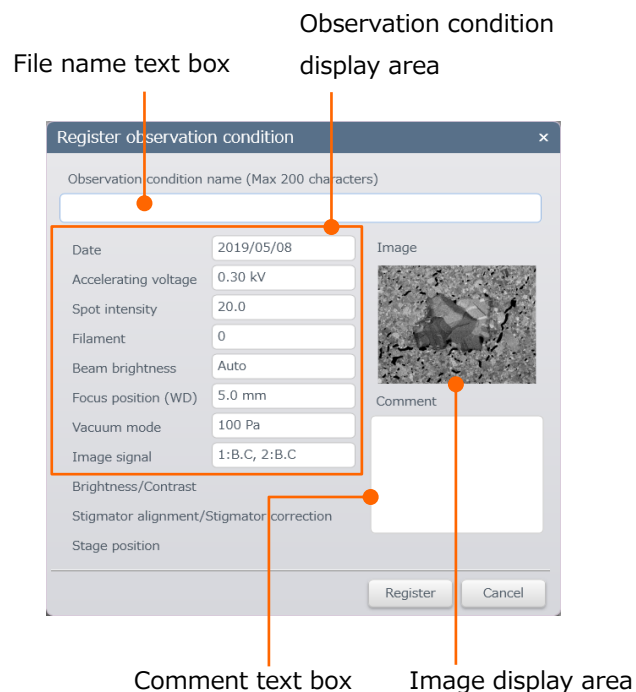 Observation condition
display area
File name text box
Register observation condition ×
Observation condition name (Max 200 characters)
Date 2019/05/08
Image
Accelerating voltage 0.30 kV
Spot intensity 20.0
Filament 0
Beam brightness Auto
Focus position (WD) 5.0 mm
Comment
Vacuum mode 100 Pa
Image signal 1:B.C, 2:B.C
Brightness/Contrast
Stigmator alignment/Stigmator correction
Stage position
Register Cancel
Comment text box
Image display area